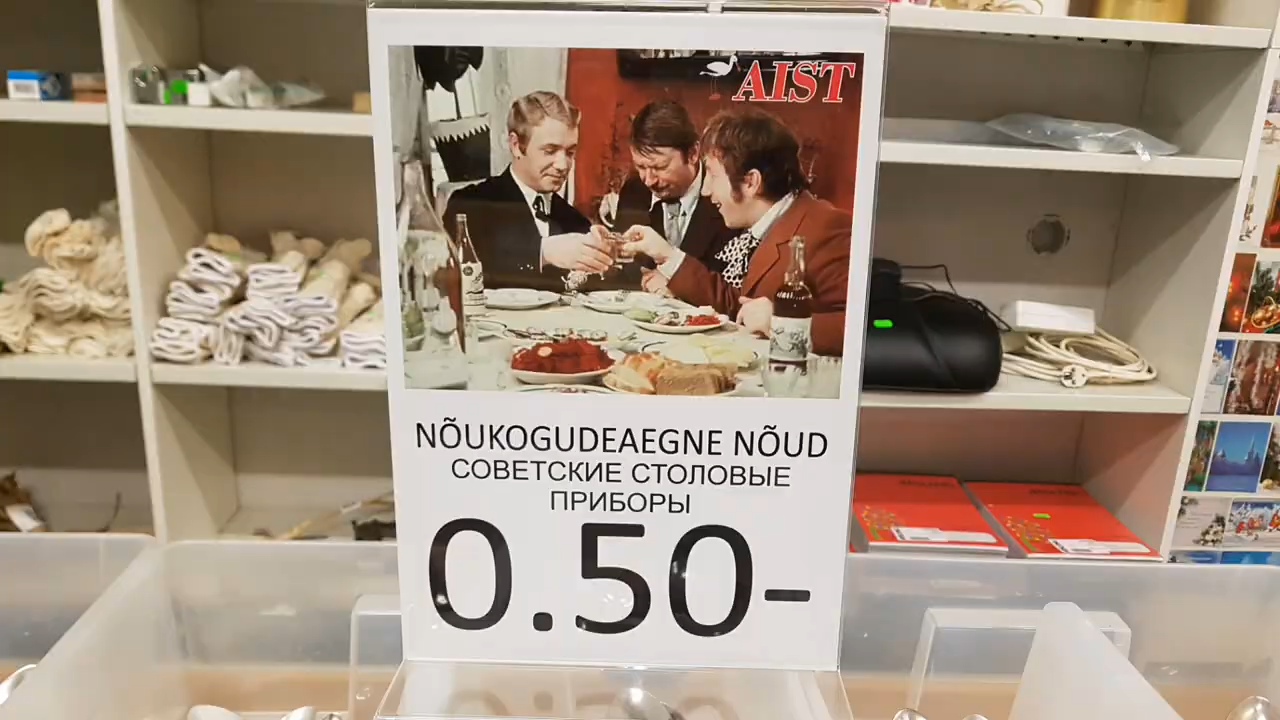 AIST
NÕUKOGUDEAEGNE NÕUD
СОВЕТСКИЕ СТОЛОВЫЕ
ПРИБОРЫ
0.50-